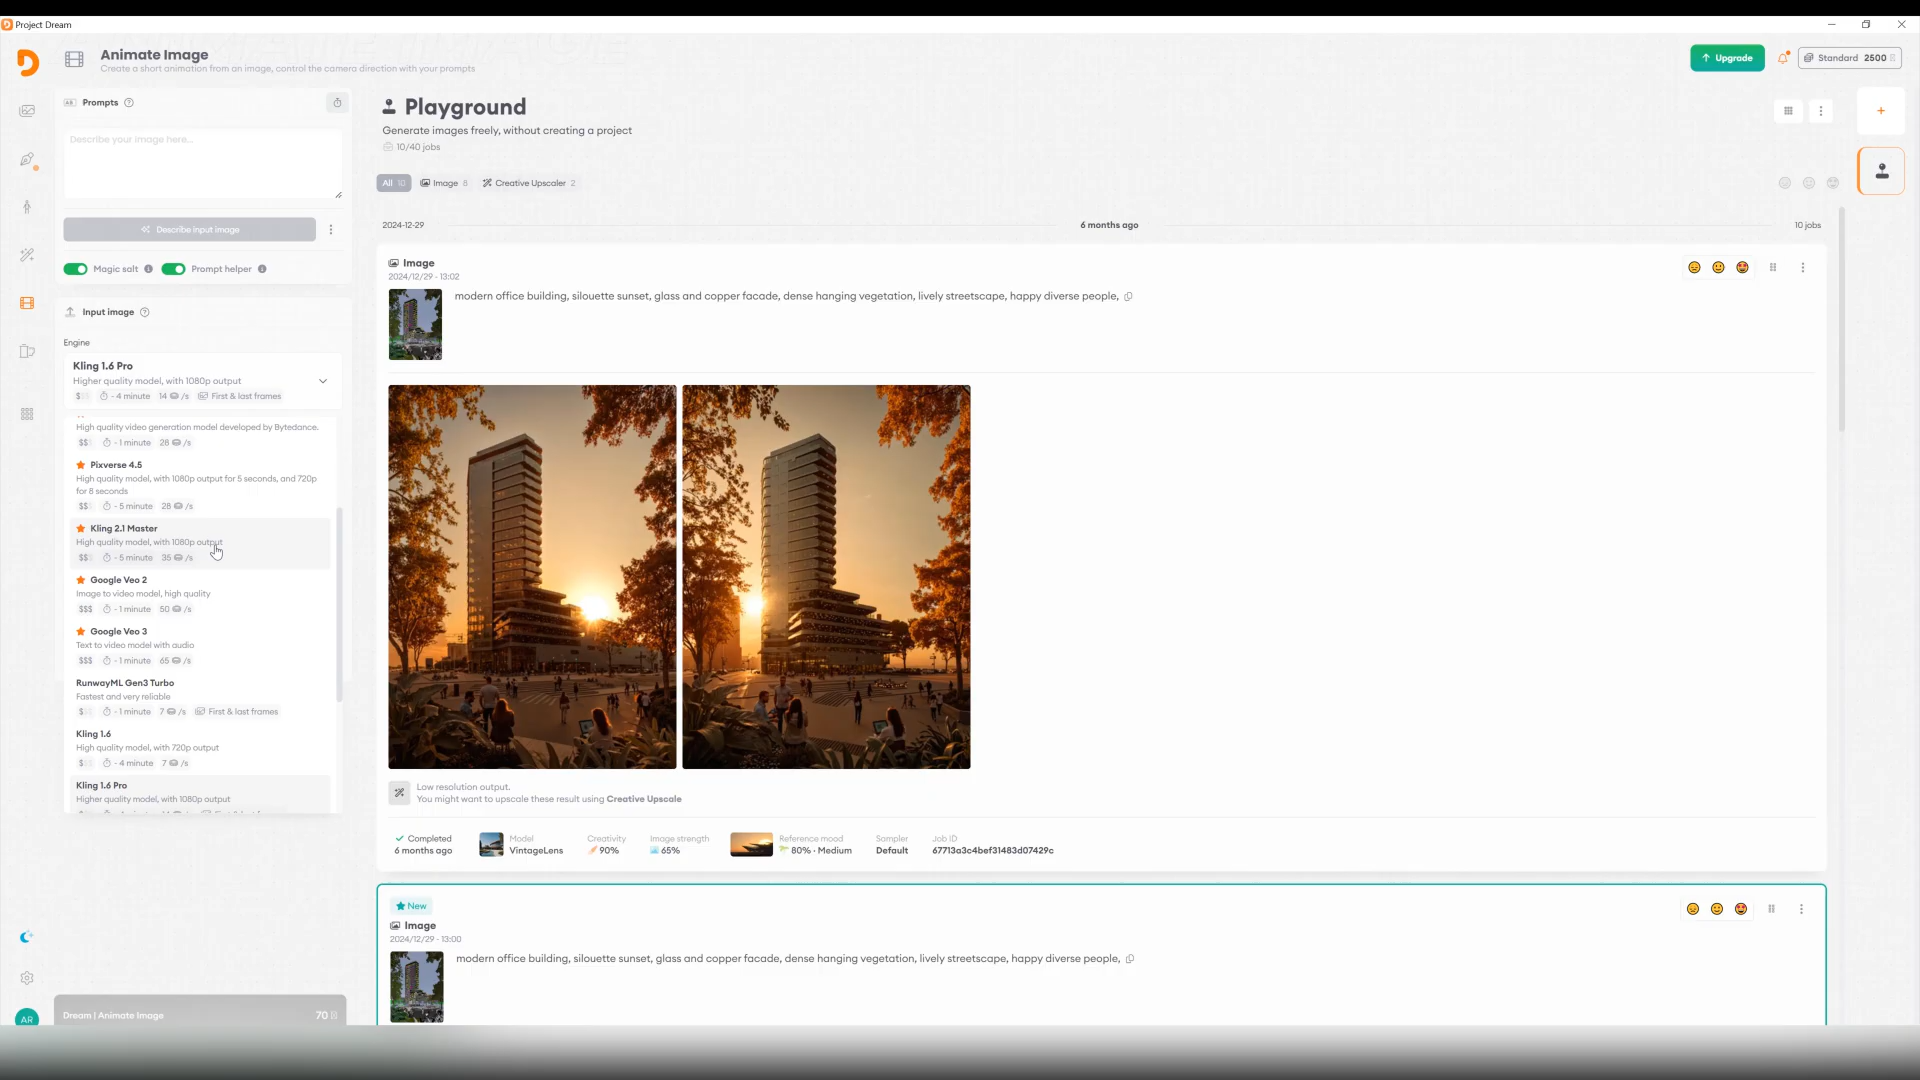 Project Dream
Animate Image
Create a short animation from an image, control the camera direction with your prompts
Upgrade
Standard 2500
Prompts
Describe your image here...
Describe input image
Magic salt
Prompt helper
Input image
Engine
Kling 1.6 Pro
Higher quality model, with 1080p output
$$$ ~ 4 minute 14 /s First & last frames
High quality video generation model developed by Bytedance.
$$$ ~ 1 minute 28 /s
Pixverse 4.5
High quality model, with 1080p output for 5 seconds, and 720p
for 8 seconds
$$$ ~ 5 minute 28 /s
Kling 2.1 Master
High quality model, with 1080p output
$$$ ~ 5 minute 35 /s
Google Veo 2
Image to video model, high quality
$$$ ~ 1 minute 50 /s
Google Veo 3
Text to video model with audio
$$$ ~ 1 minute 65 /s
RunwayML Gen3 Turbo
Fastest and very reliable
$$$ ~ 1 minute 7 /s First & last frames
Kling 1.6
High quality model, with 720p output
$$$ ~ 4 minute 7 /s
Kling 1.6 Pro
Higher quality model, with 1080p output
Dream | Animate Image 70
AR
Playground
Generate images freely, without creating a project
10/40 jobs
All 10 Image 8 Creative Upscaler 2
2024-12-29 6 months ago 10 jobs
Image
2024/12/29 - 13:02
modern office building, silouette sunset, glass and copper facade, dense hanging vegetation, lively streetscape, happy diverse people,
Low resolution output.
You might want to upscale these result using Creative Upscale
Completed
6 months ago
Model
VintageLens
Creativity
90%
Image strength
65%
Reference mood
80% · Medium
Sampler
Default
Job ID
67713a3c4bef31483d07429c
New
Image
2024/12/29 - 13:00
modern office building, silouette sunset, glass and copper facade, dense hanging vegetation, lively streetscape, happy diverse people,